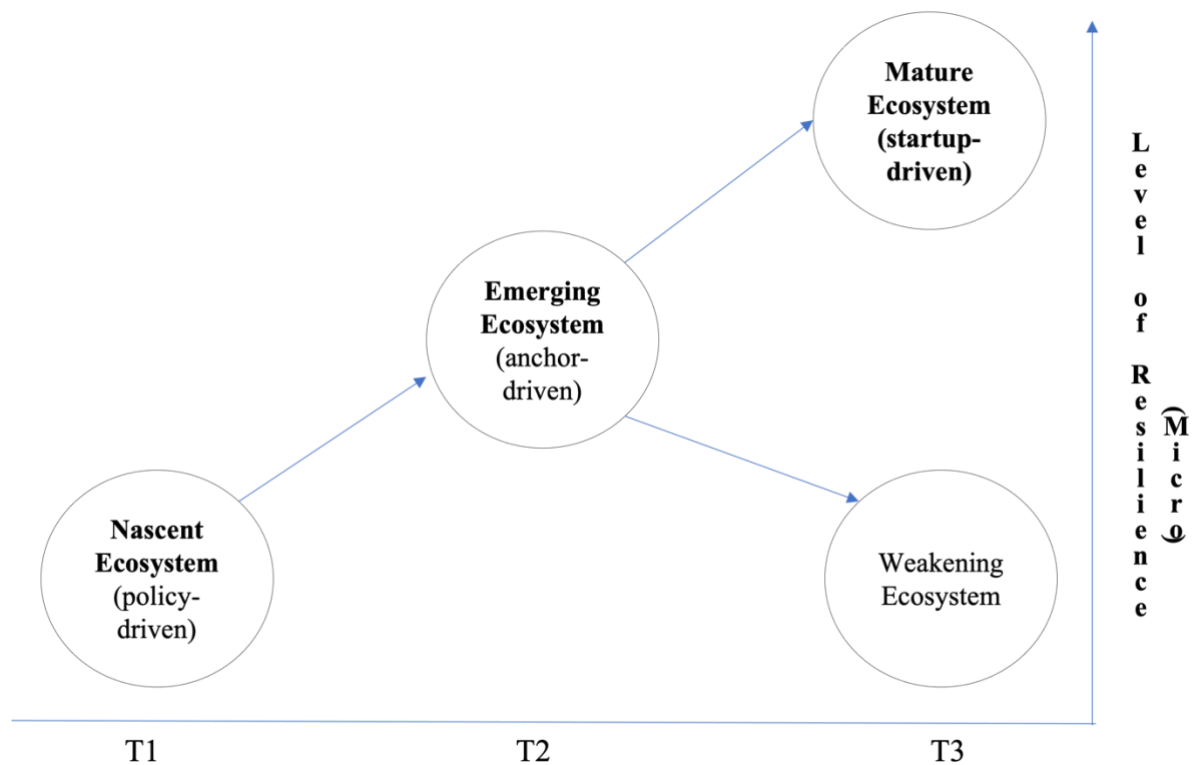 Mature
Ecosystem
(startup-
driven)
Emerging
Ecosystem
(anchor-
driven)
Nascent
Ecosystem
(policy-
driven)
Weakening
Ecosystem
Level of Resilience
(Micro)
T1
T2
T3